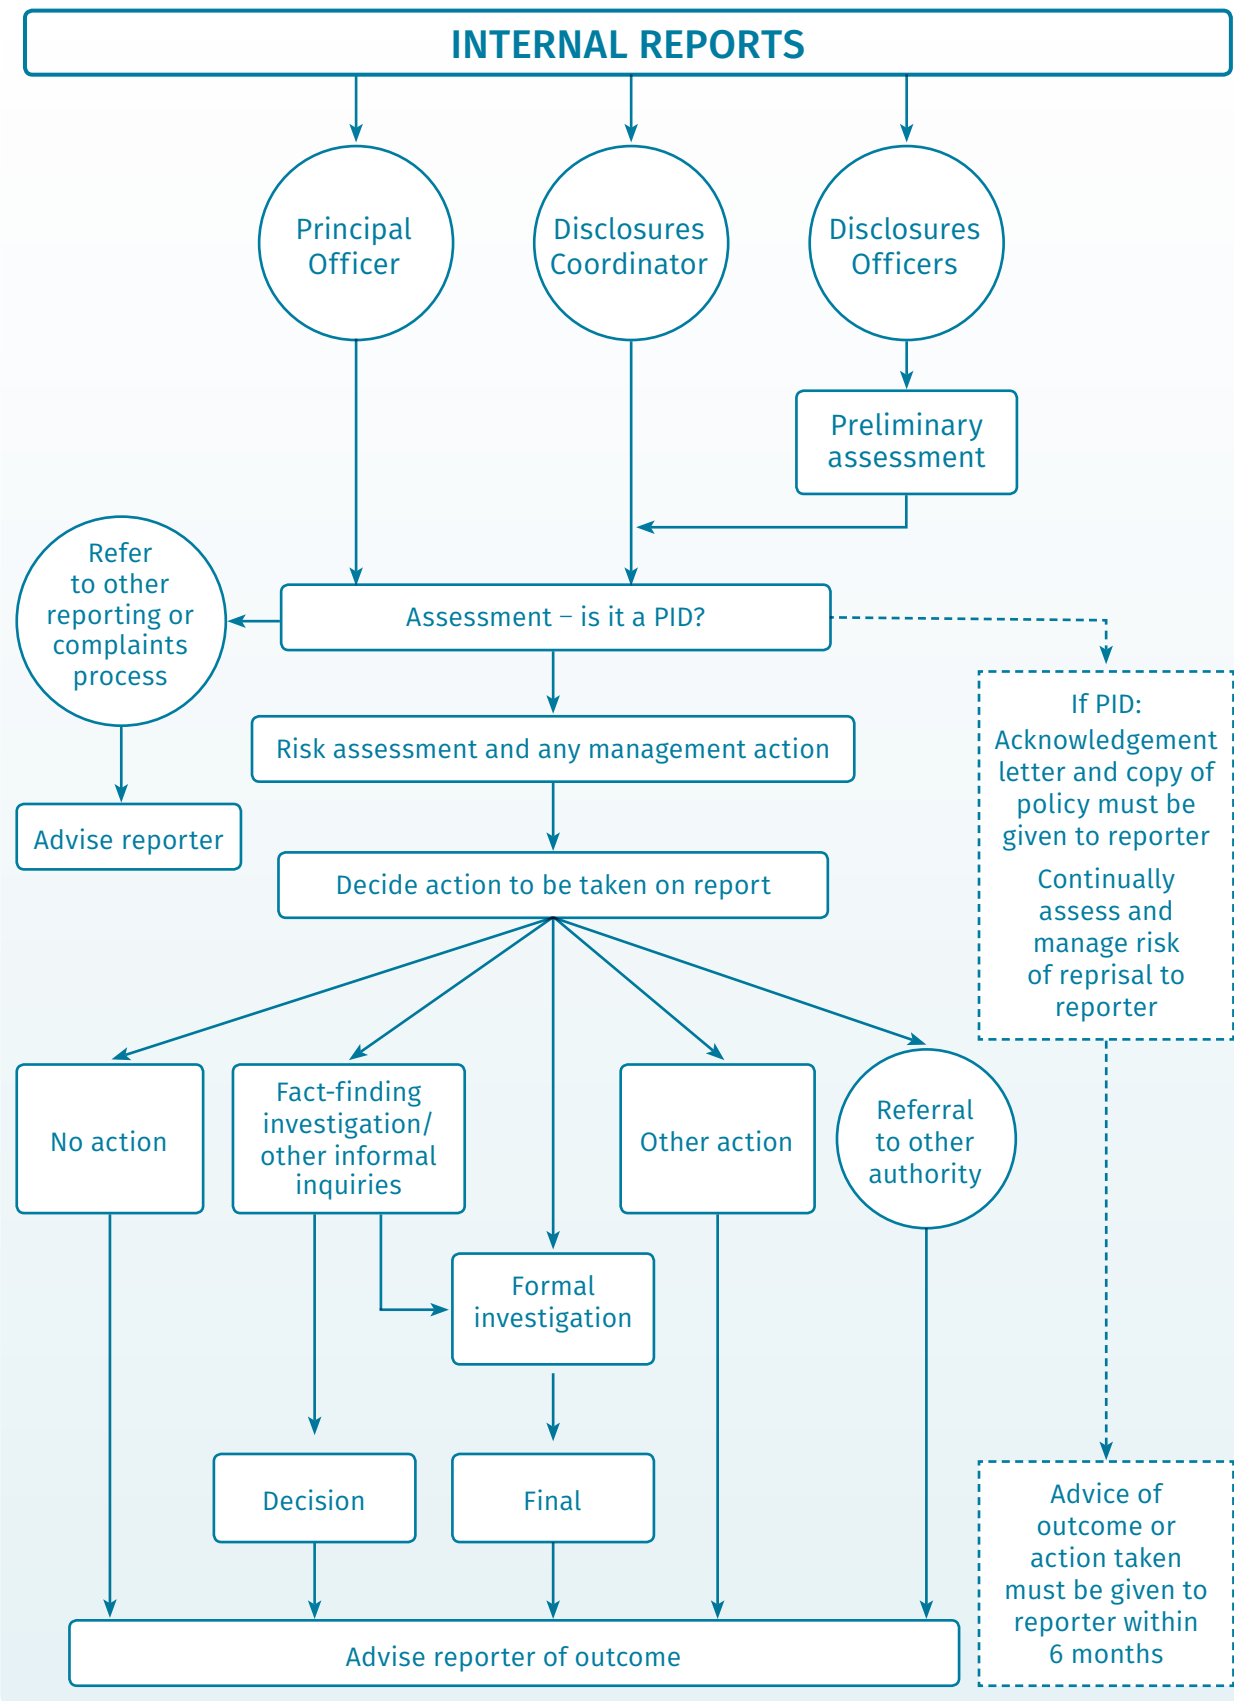 INTERNAL REPORTS
Principal
Officer
Disclosures
Coordinator
Disclosures
Officers
Preliminary
assessment
Refer
to other
reporting or
complaints
process
Assessment – is it a PID?
Advise reporter
Risk assessment and any management action
Decide action to be taken on report
If PID:
Acknowledgement
letter and copy of
policy must be
given to reporter
Continually
assess and
manage risk
of reprisal to
reporter
No action
Fact-finding
investigation/
other informal
inquiries
Other action
Referral
to other
authority
Formal
investigation
Decision
Final
Advise reporter of outcome
Advice of
outcome or
action taken
must be given to
reporter within
6 months